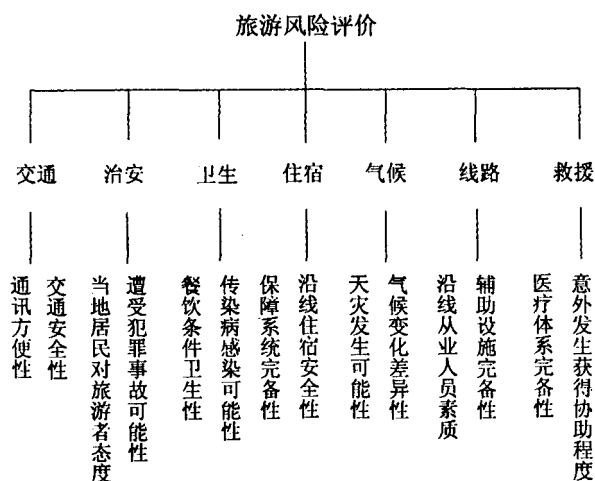 旅游风险评价
交通
治安
卫生
住宿
气候
线路
救援
通讯方便性
交通安全性
当地居民对旅游者态度
遭受犯罪事故可能性
餐饮条件卫生性
传染病感染可能性
保障系统完备性
沿线住宿安全性
天灾发生可能性
气候变化差异性
沿线从业人员素质
辅助设施完备性
医疗体系完备性
意外发生获得协助程度